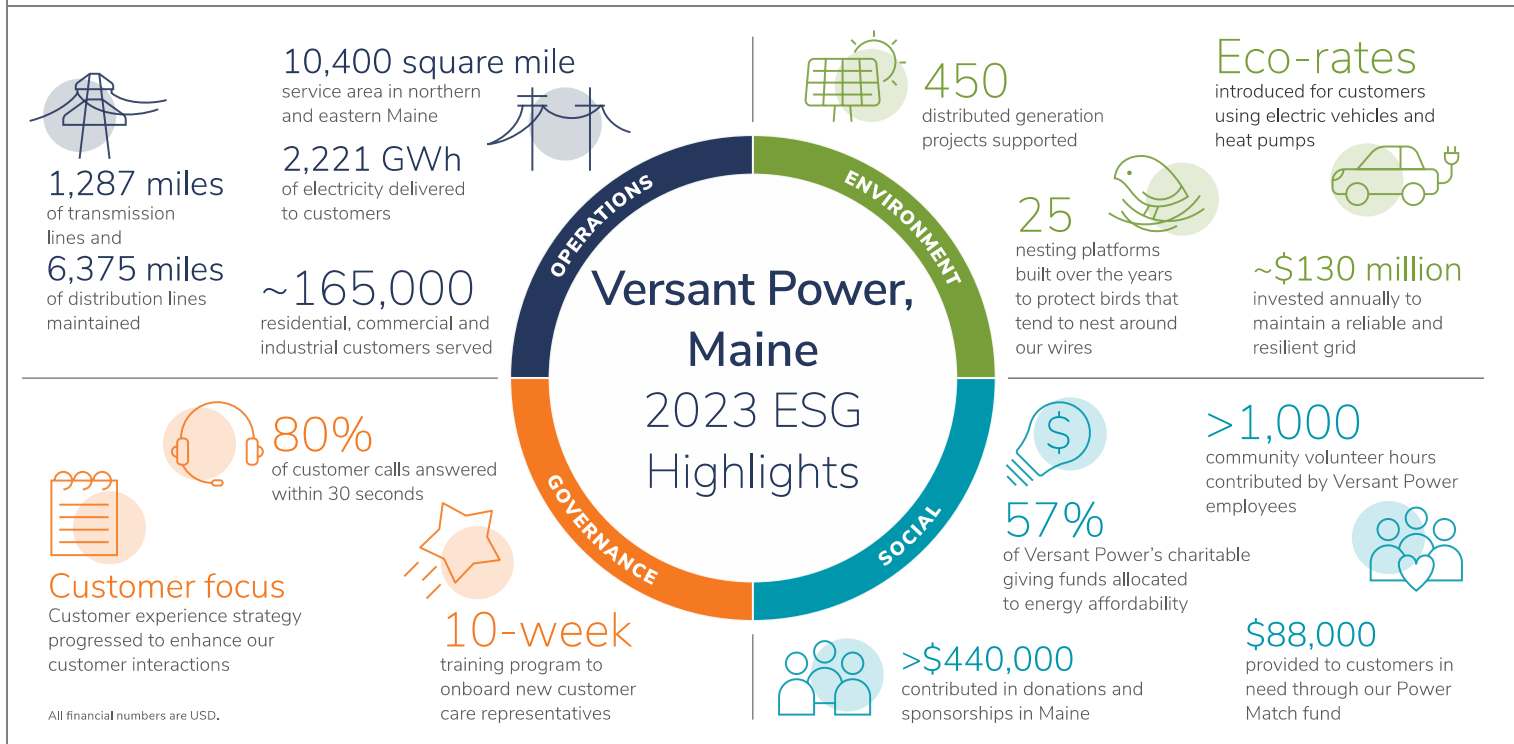 10,400 square mile
service area in northern
and eastern Maine
2,221 GWh
of electricity delivered
to customers
1,287 miles
of transmission
lines and
6,375 miles
of distribution lines
maintained
~165,000
residential, commercial and
industrial customers served
450
distributed generation
projects supported
Eco-rates
introduced for customers
using electric vehicles and
heat pumps
25
nesting platforms
built over the years
to protect birds that
tend to nest around
our wires
~$130 million
invested annually to
maintain a reliable and
resilient grid
OPERATIONS
ENVIRONMENT
Versant Power,
Maine
2023 ESG
Highlights
GOVERNANCE
SOCIAL
80%
of customer calls answered
within 30 seconds
Customer focus
Customer experience strategy
progressed to enhance our
customer interactions
10-week
training program to
onboard new customer
care representatives
All financial numbers are USD.
$
57%
of Versant Power’s charitable
giving funds allocated
to energy affordability
>1,000
community volunteer hours
contributed by Versant Power
employees
>$440,000
contributed in donations and
sponsorships in Maine
$88,000
provided to customers in
need through our Power
Match fund